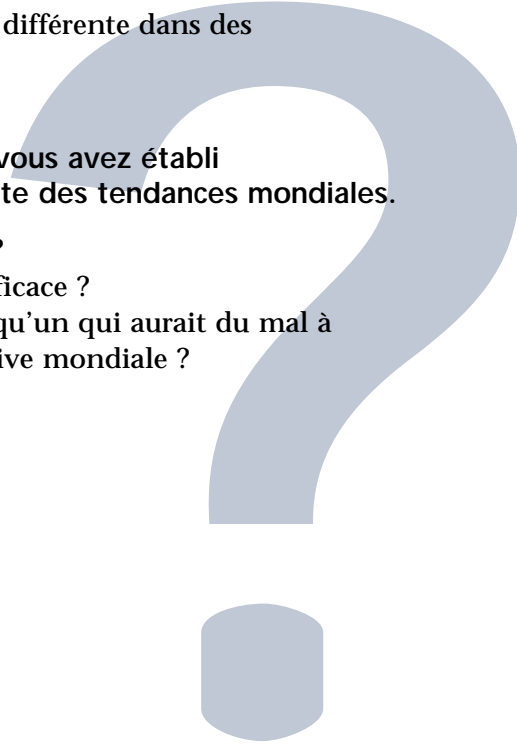 différente dans des
vous avez établi
te des tendances mondiales.
?
ficace ?
qu'un qui aurait du mal à
ive mondiale ?
?